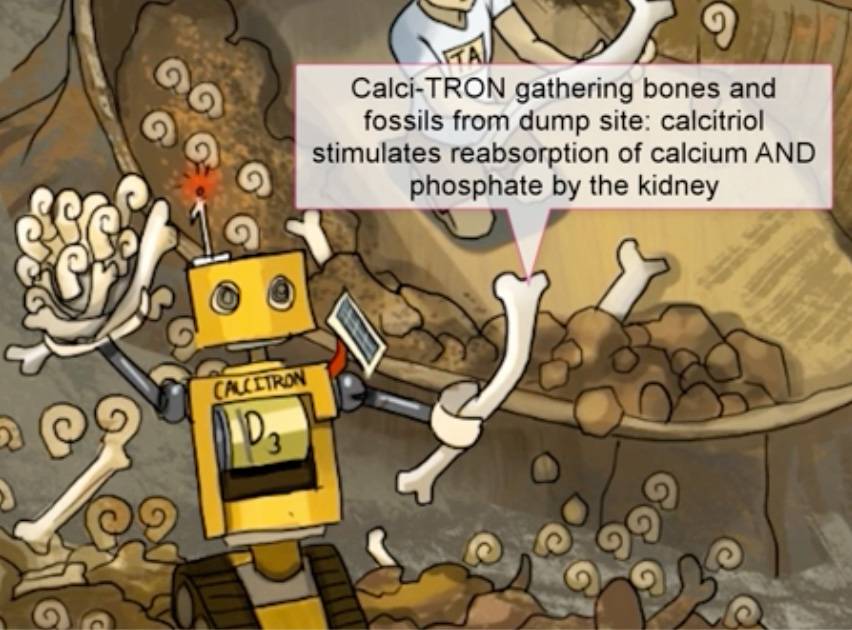 TA
Calci-TRON gathering bones and
fossils from dump site: calcitriol
stimulates reabsorption of calcium AND
phosphate by the kidney
CALCITRON
D3